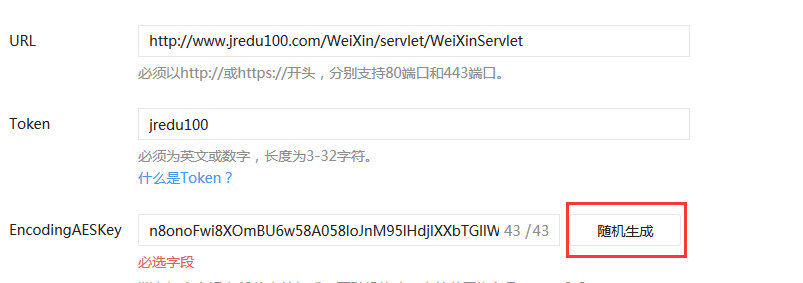 URL http://www.jredu100.com/WeiXin/servlet/WeiXinServlet
必须以http://或https://开头，分别支持80端口和443端口。
Token jredu100
必须为英文或数字，长度为3-32字符。
什么是Token？
EncodingAESKey 43 /43 随机生成
必选字段